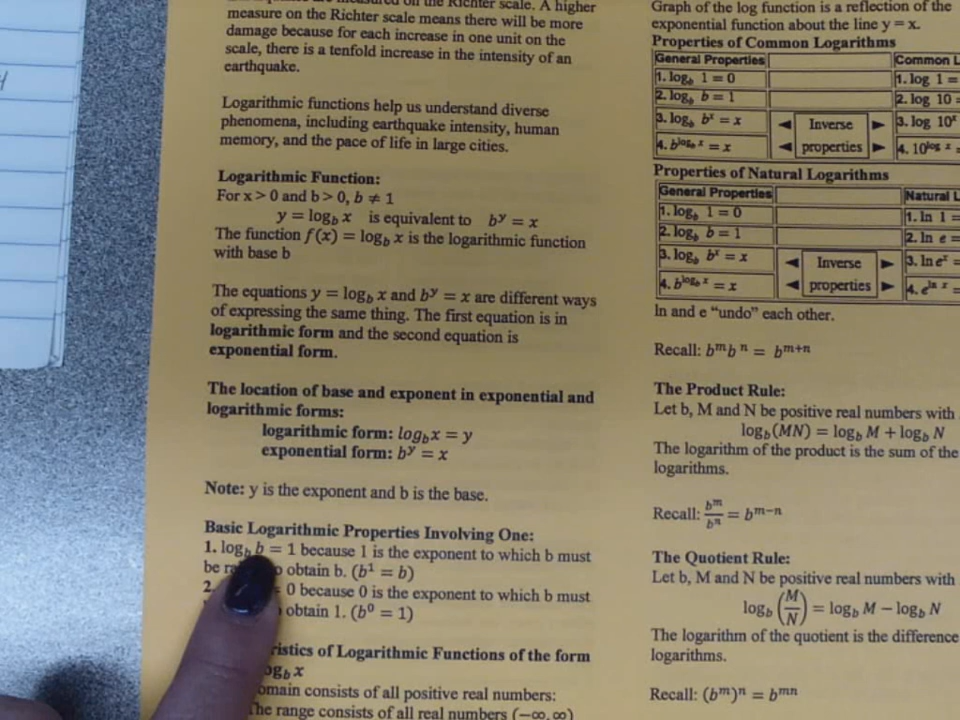 measured on the Richter scale. A higher
measure on the Richter scale means there will be more
damage because for each increase in one unit on the
scale, there is a tenfold increase in the intensity of an
earthquake.
Logarithmic functions help us understand diverse
phenomena, including earthquake intensity, human
memory, and the pace of life in large cities.
Logarithmic Function:
For x > 0 and b > 0, b ≠ 1
y = log_b x is equivalent to b^y = x
The function f(x) = log_b x is the logarithmic function
with base b
The equations y = log_b x and b^y = x are different ways
of expressing the same thing. The first equation is in
logarithmic form and the second equation is
exponential form.
The location of base and exponent in exponential and
logarithmic forms:
logarithmic form: log_b x = y
exponential form: b^y = x
Note: y is the exponent and b is the base.
Basic Logarithmic Properties Involving One:
1. log_b b = 1 because 1 is the exponent to which b must
be obtain b. (b^1 = b)
2. 0 because 0 is the exponent to which b must
obtain 1. (b^0 = 1)
ristics of Logarithmic Functions of the form
og_b x
omain consists of all positive real numbers:
he range consists of all real numbers (−∞, ∞)
Graph of the log function is a reflection of the
exponential function about the line y = x.
Properties of Common Logarithms
General Properties Common L
1. log_b 1 = 0 1. log 1 =
2. log_b b = 1 2. log 10 =
3. log_b b^x = x ◄ Inverse ► 3. log 10^x
4. b^(log_b x) = x ◄ properties ► 4. 10^(log x) =
Properties of Natural Logarithms
General Properties Natural L
1. log_b 1 = 0 1. ln 1 =
2. log_b b = 1 2. ln e =
3. log_b b^x = x ◄ Inverse ► 3. ln e^x =
4. b^(log_b x) = x ◄ properties ► 4. e^(ln x) =
ln and e “undo” each other.
Recall: b^m b^n = b^(m+n)
The Product Rule:
Let b, M and N be positive real numbers with
log_b(MN) = log_b M + log_b N
The logarithm of the product is the sum of the
logarithms.
Recall: b^m/b^n = b^(m−n)
The Quotient Rule:
Let b, M and N be positive real numbers with
log_b (M/N) = log_b M − log_b N
The logarithm of the quotient is the difference
logarithms.
Recall: (b^m)^n = b^(mn)